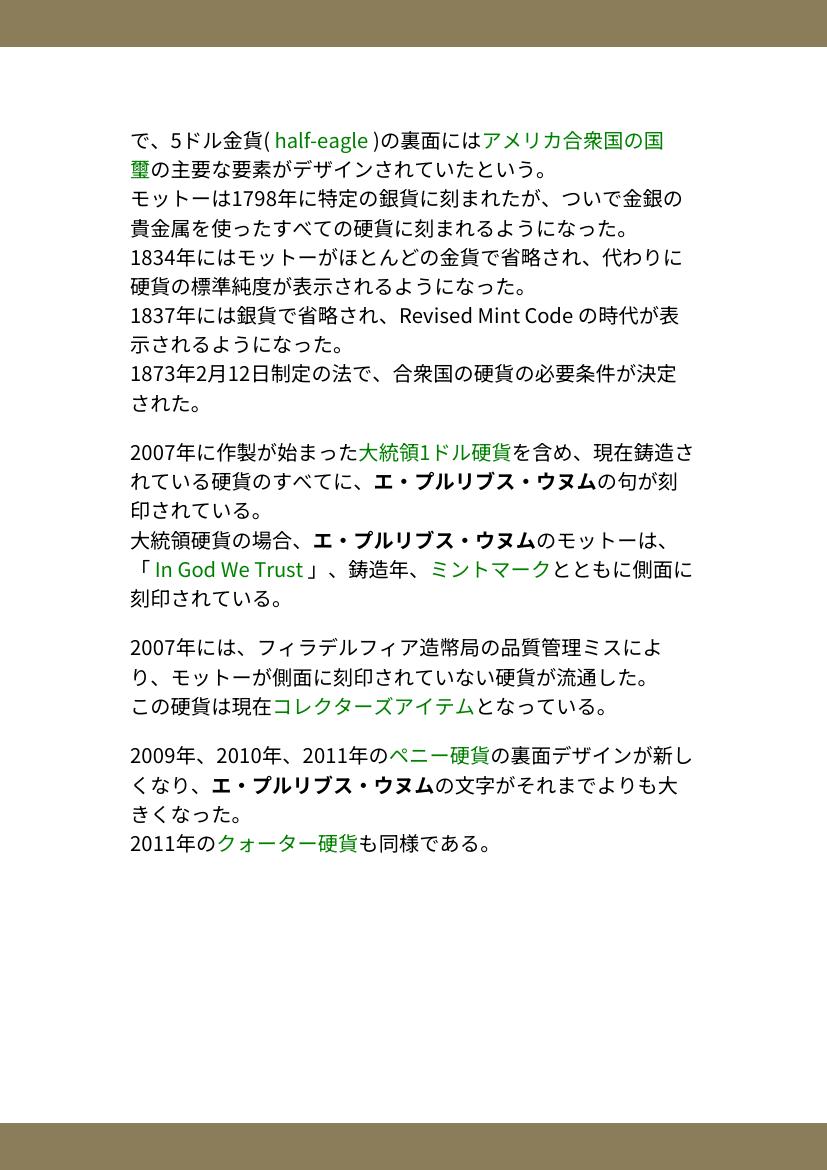 で、5ドル金貨( half-eagle )の裏面にはアメリカ合衆国の国
璽の主要な要素がデザインされていたという。
モットーは1798年に特定の銀貨に刻まれたが、ついで金銀の
貴金属を使ったすべての硬貨に刻まれるようになった。
1834年にはモットーがほとんどの金貨で省略され、代わりに
硬貨の標準純度が表示されるようになった。
1837年には銀貨で省略され、Revised Mint Code の時代が表
示されるようになった。
1873年2月12日制定の法で、合衆国の硬貨の必要条件が決定
された。
2007年に作製が始まった大統領1ドル硬貨を含め、現在鋳造さ
れている硬貨のすべてに、エ・プルリブス・ウヌムの句が刻
印されている。
大統領硬貨の場合、エ・プルリブス・ウヌムのモットーは、
「 In God We Trust 」、鋳造年、ミントマークとともに側面に
刻印されている。
2007年には、フィラデルフィア造幣局の品質管理ミスによ
り、モットーが側面に刻印されていない硬貨が流通した。
この硬貨は現在コレクターズアイテムとなっている。
2009年、2010年、2011年のペニー硬貨の裏面デザインが新し
くなり、エ・プルリブス・ウヌムの文字がそれまでよりも大
きくなった。
2011年のクォーター硬貨も同様である。